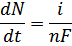 dN/dt = i/nF